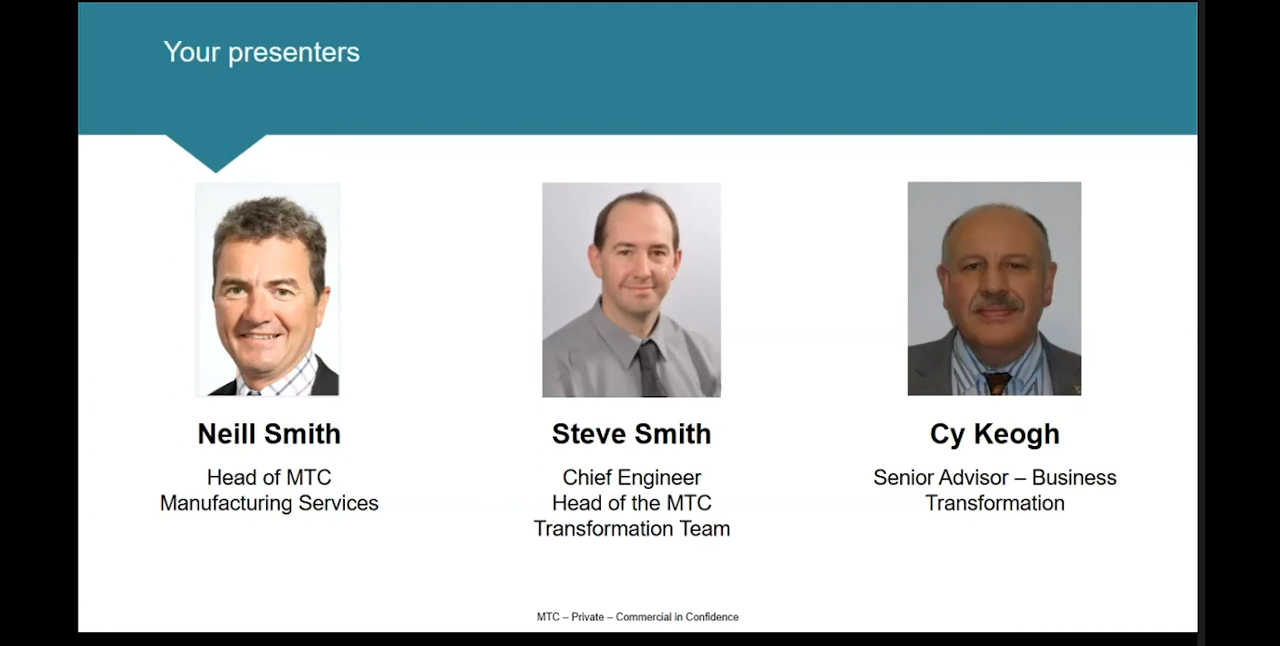 Your presenters
Neill Smith
Head of MTC
Manufacturing Services
Steve Smith
Chief Engineer
Head of the MTC
Transformation Team
Cy Keogh
Senior Advisor – Business
Transformation
MTC – Private – Commercial in Confidence